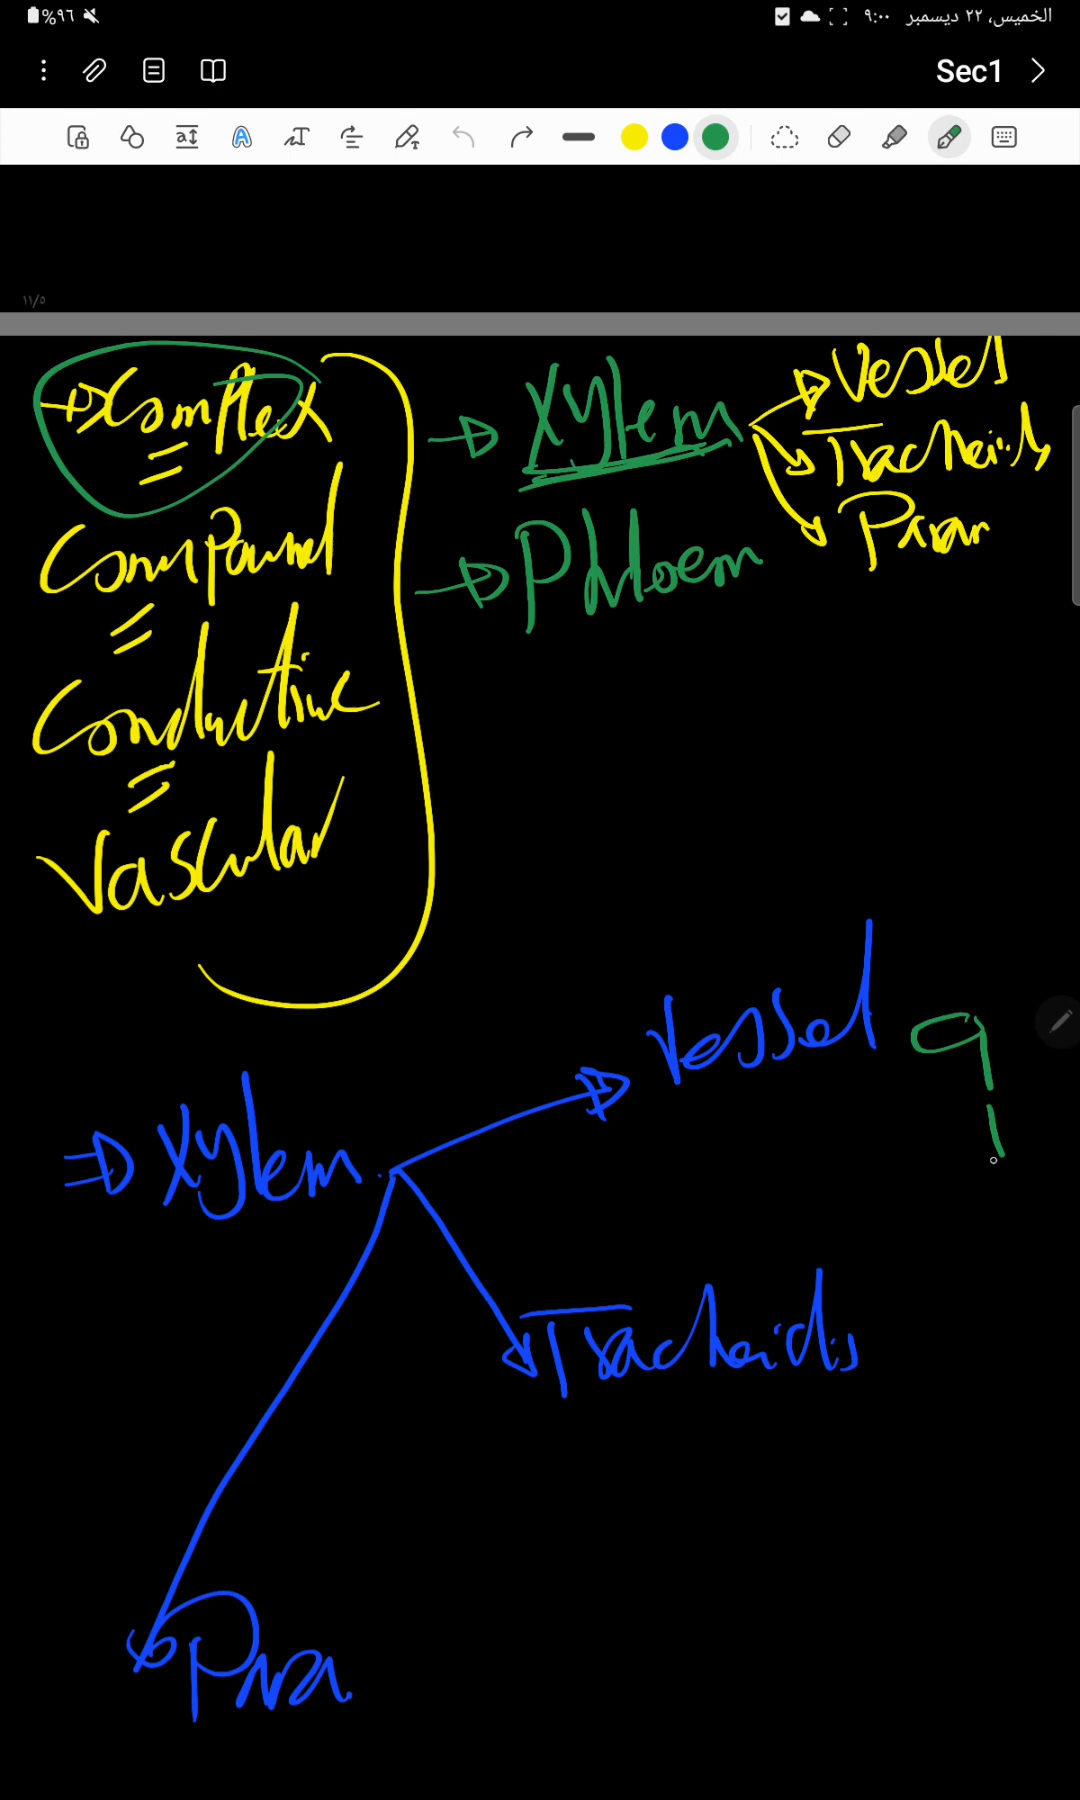 %٩٦
الخميس، ٢٢ ديسمبر ٩:٠٠
Sec1
١١/٥
Complex
=
Compound
=
Conductive
=
Vascular
Xylem
Vessel
Tracheids
Paran
Phloem
Xylem
Vessel
Tracheids
Para